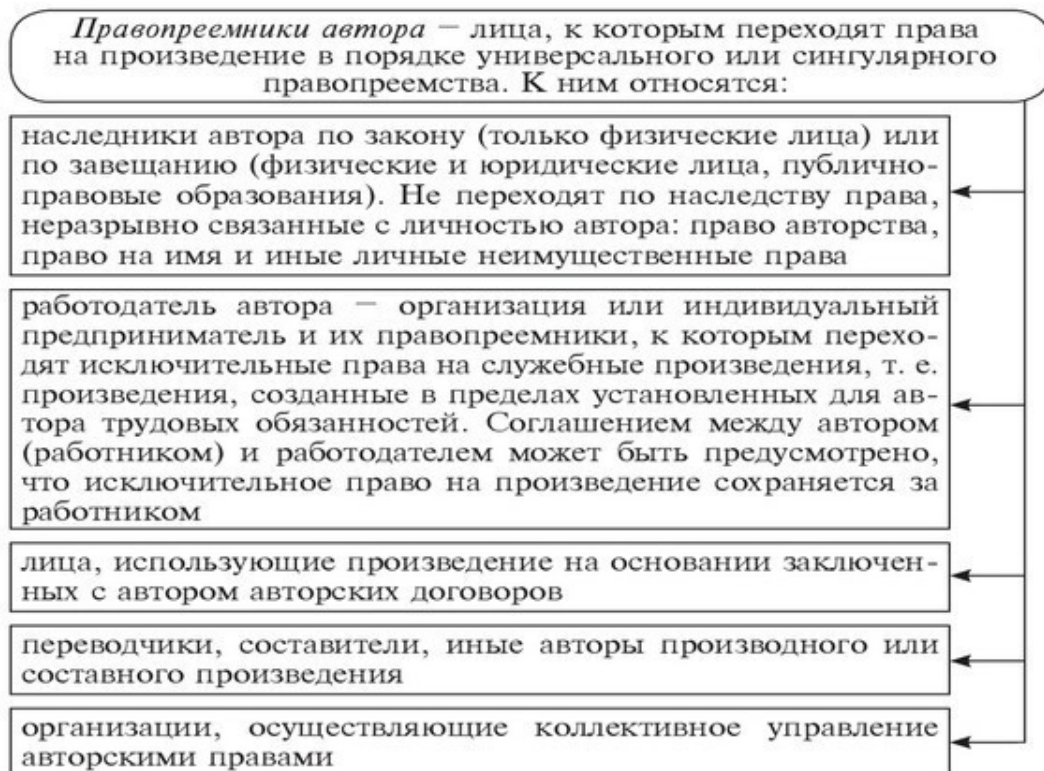 Правопреемники автора — лица, к которым переходят права
на произведение в порядке универсального или сингулярного
правопреемства. К ним относятся:
наследники автора по закону (только физические лица) или
по завещанию (физические и юридические лица, публично-
правовые образования). Не переходят по наследству права,
неразрывно связанные с личностью автора: право авторства,
право на имя и иные личные неимущественные права
работодатель автора — организация или индивидуальный
предприниматель и их правопреемники, к которым перехо-
дят исключительные права на служебные произведения, т. е.
произведения, созданные в пределах установленных для ав-
тора трудовых обязанностей. Соглашением между автором
(работником) и работодателем может быть предусмотрено,
что исключительное право на произведение сохраняется за
работником
лица, использующие произведение на основании заключен-
ных с автором авторских договоров
переводчики, составители, иные авторы производного или
составного произведения
организации, осуществляющие коллективное управление
авторскими правами